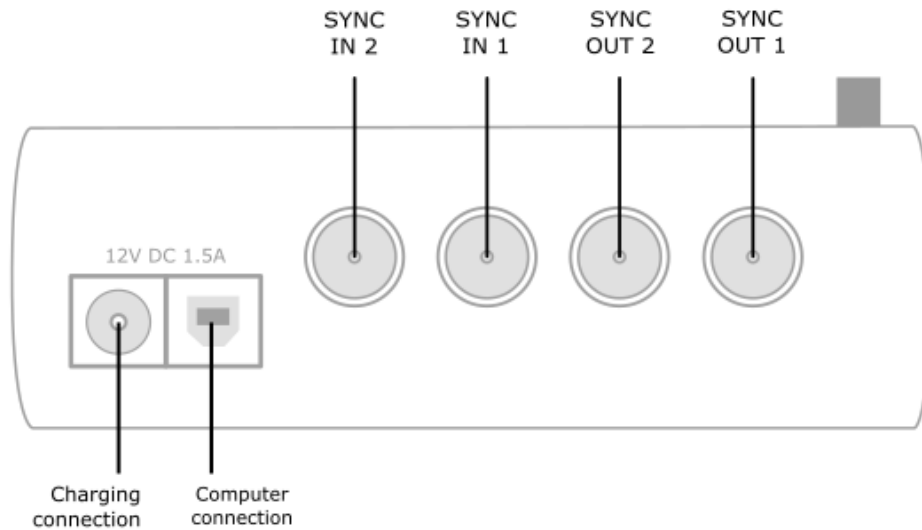 SYNC
IN 2
SYNC
IN 1
SYNC
OUT 2
SYNC
OUT 1
12V DC 1.5A
Charging
connection
Computer
connection